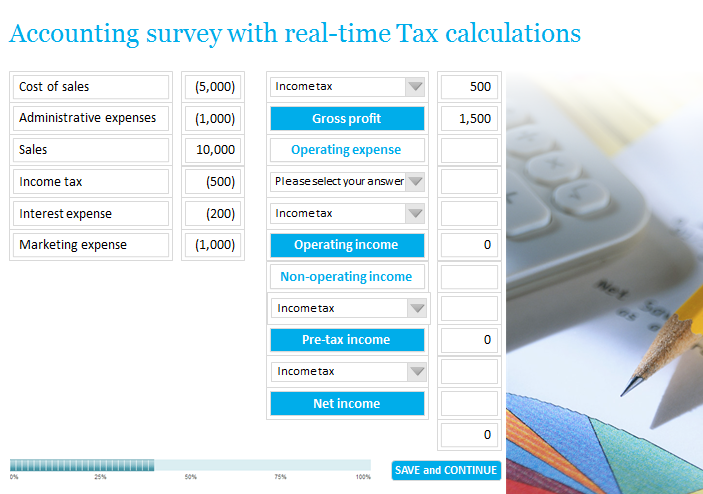 Accounting survey with real-time Tax calculations
Cost of sales (5,000)
Administrative expenses (1,000)
Sales 10,000
Income tax (500)
Interest expense (200)
Marketing expense (1,000)
Income tax 500
Gross profit 1,500
Operating expense
Please select your answer
Income tax
Operating income 0
Non-operating income
Income tax
Pre-tax income 0
Income tax
Net income
0
0% 25% 50% 75% 100%
SAVE and CONTINUE